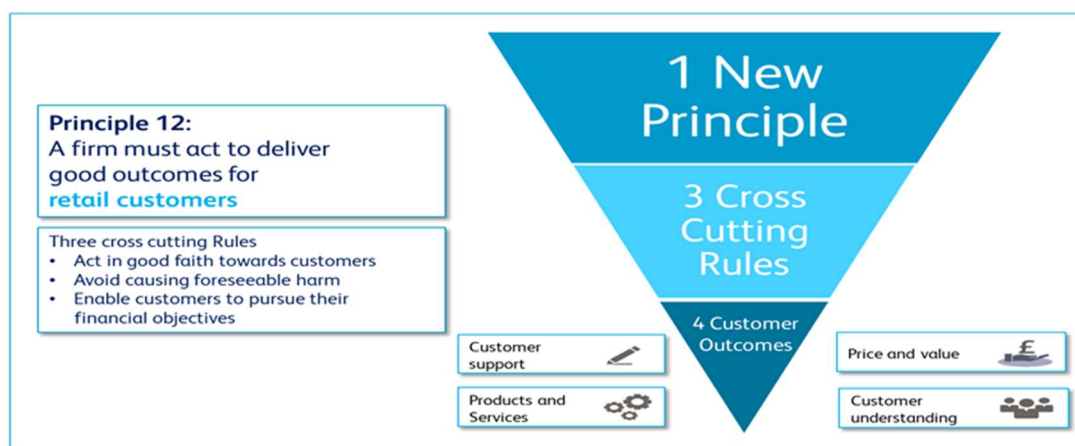 Principle 12:
A firm must act to deliver
good outcomes for
retail customers
Three cross cutting Rules
• Act in good faith towards customers
• Avoid causing foreseeable harm
• Enable customers to pursue their
financial objectives
1 New
Principle
3 Cross
Cutting
Rules
4 Customer
Outcomes
Customer
support
Products and
Services
Price and value
£
Customer
understanding